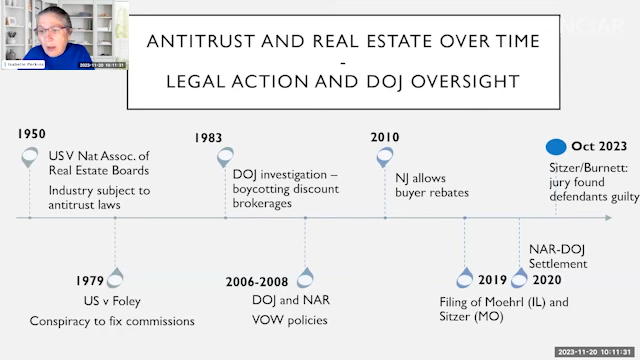 Isabelle Perkins
2023-11-20 10:11:31
NCJAR
ANTITRUST AND REAL ESTATE OVER TIME
-
LEGAL ACTION AND DOJ OVERSIGHT
1950
US V Nat Assoc. of
Real Estate Boards
Industry subject to
antitrust laws
1983
DOJ investigation –
boycotting discount
brokerages
2010
NJ allows
buyer rebates
Oct 2023
Sitzer/Burnett:
jury found
defendants guilty
1979
US v Foley
Conspiracy to fix commissions
2006-2008
DOJ and NAR
VOW policies
2019
Filing of Moehrl (IL) and
Sitzer (MO)
NAR-DOJ
Settlement
2020
2023-11-20 10:11:31